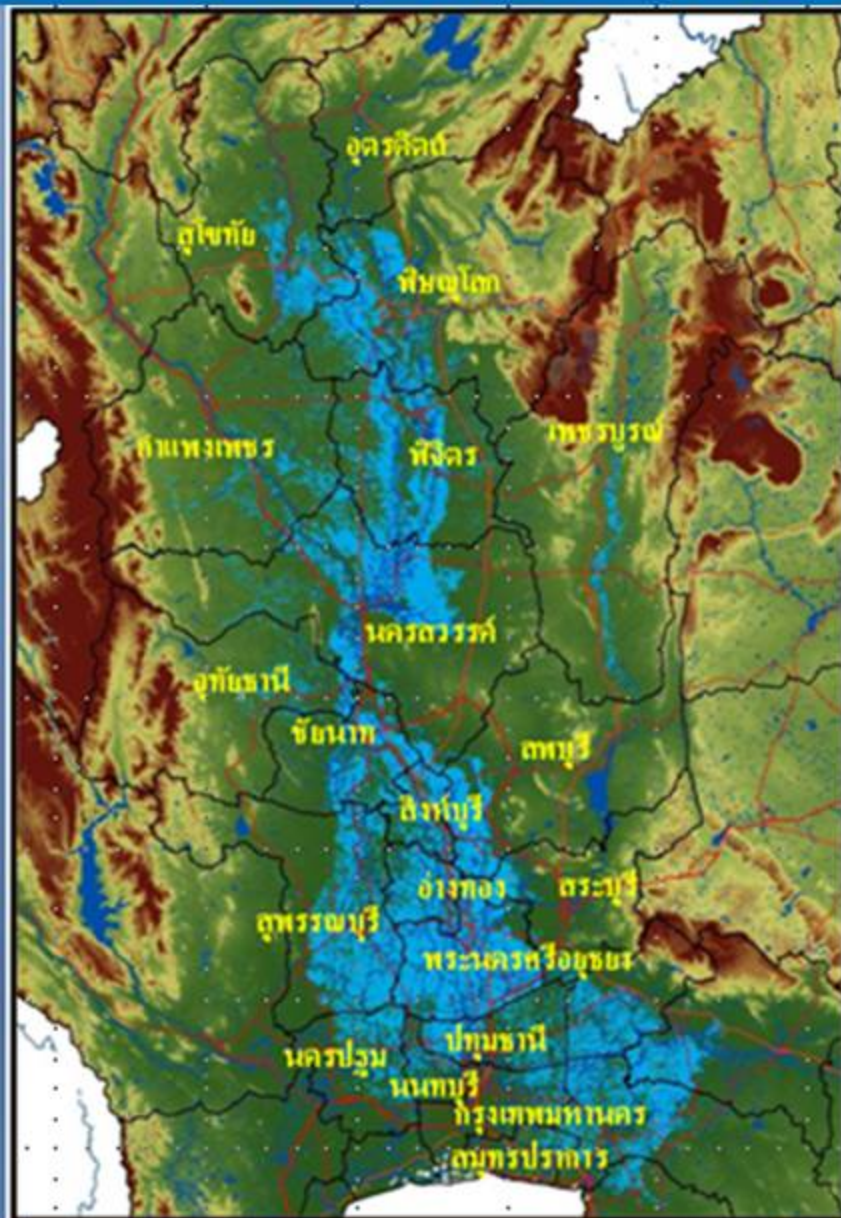 อุตรดิตถ์
สุโขทัย
พิษณุโลก
กำแพงเพชร
พิจิตร
เพชรบูรณ์
นครสวรรค์
อุทัยธานี
ชัยนาท
ลพบุรี
สิงห์บุรี
อ่างทอง
สระบุรี
สุพรรณบุรี
พระนครศรีอยุธยา
ปทุมธานี
นครปฐม
นนทบุรี
กรุงเทพมหานคร
สมุทรปราการ